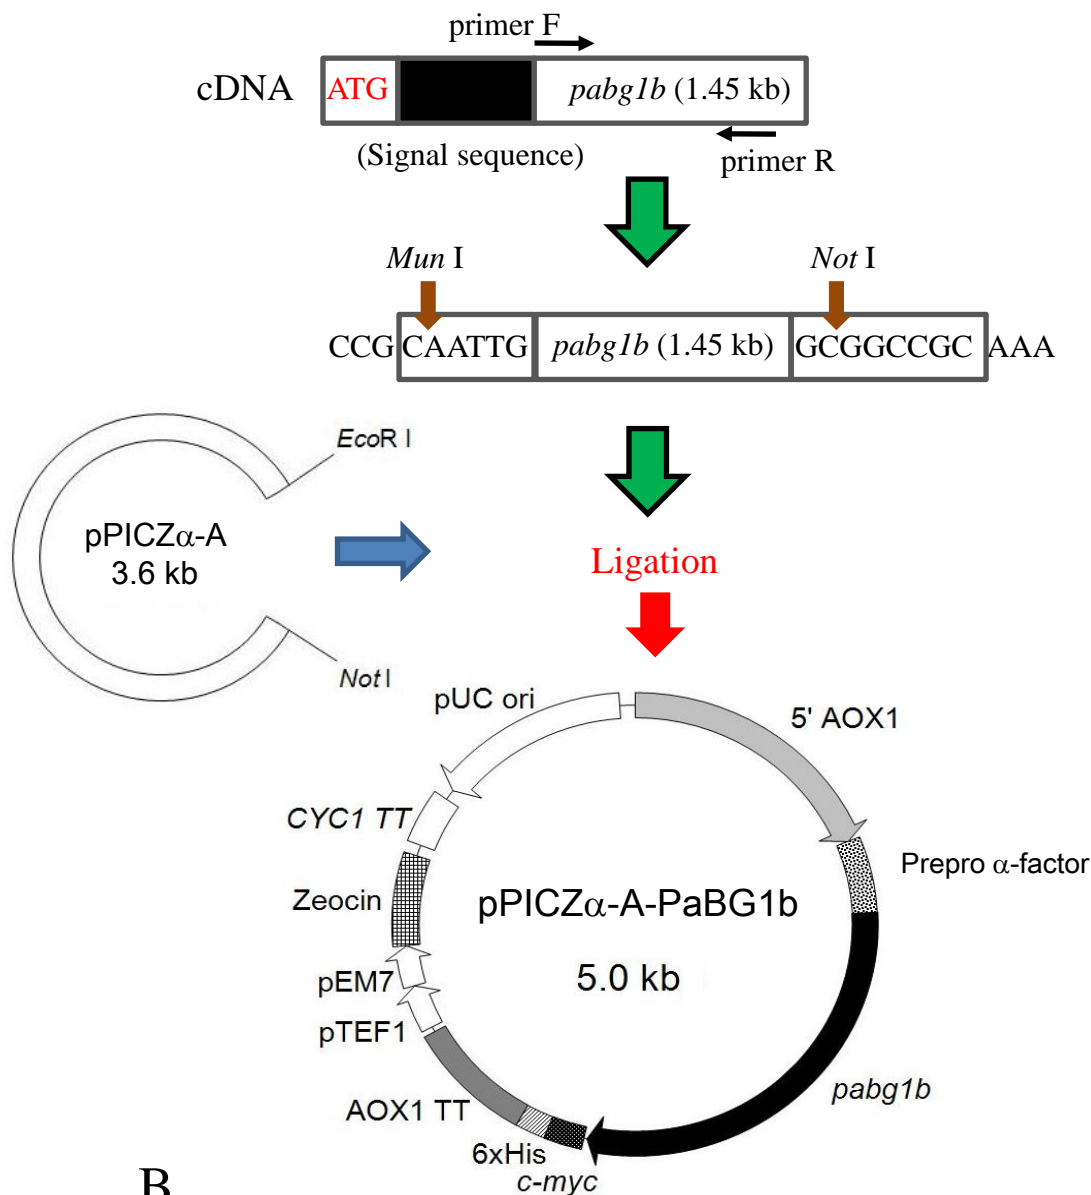 primer F
cDNA ATG pabg1b (1.45 kb)
(Signal sequence)
primer R
Mun I Not I
CCG CAATTG pabg1b (1.45 kb) GCGGCCGC AAA
EcoR I
pPICZα-A
3.6 kb
Ligation
Not I
pUC ori
5' AOX1
CYC1 TT
Prepro α-factor
Zeocin
pPICZα-A-PaBG1b
5.0 kb
pEM7
pTEF1
pabg1b
AOX1 TT
6xHis
c-myc
B